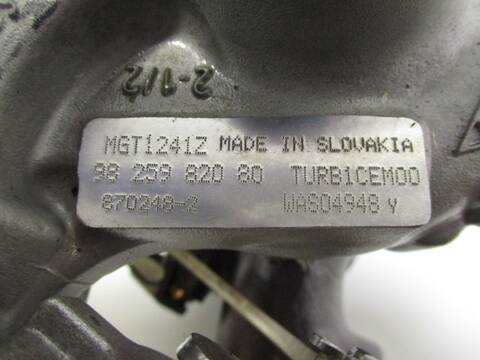 2-1/2
MGT1241Z MADE IN SLOVAKIA
98 259 820 80 TURB1CEM00
870248-2 WAS04948 Y